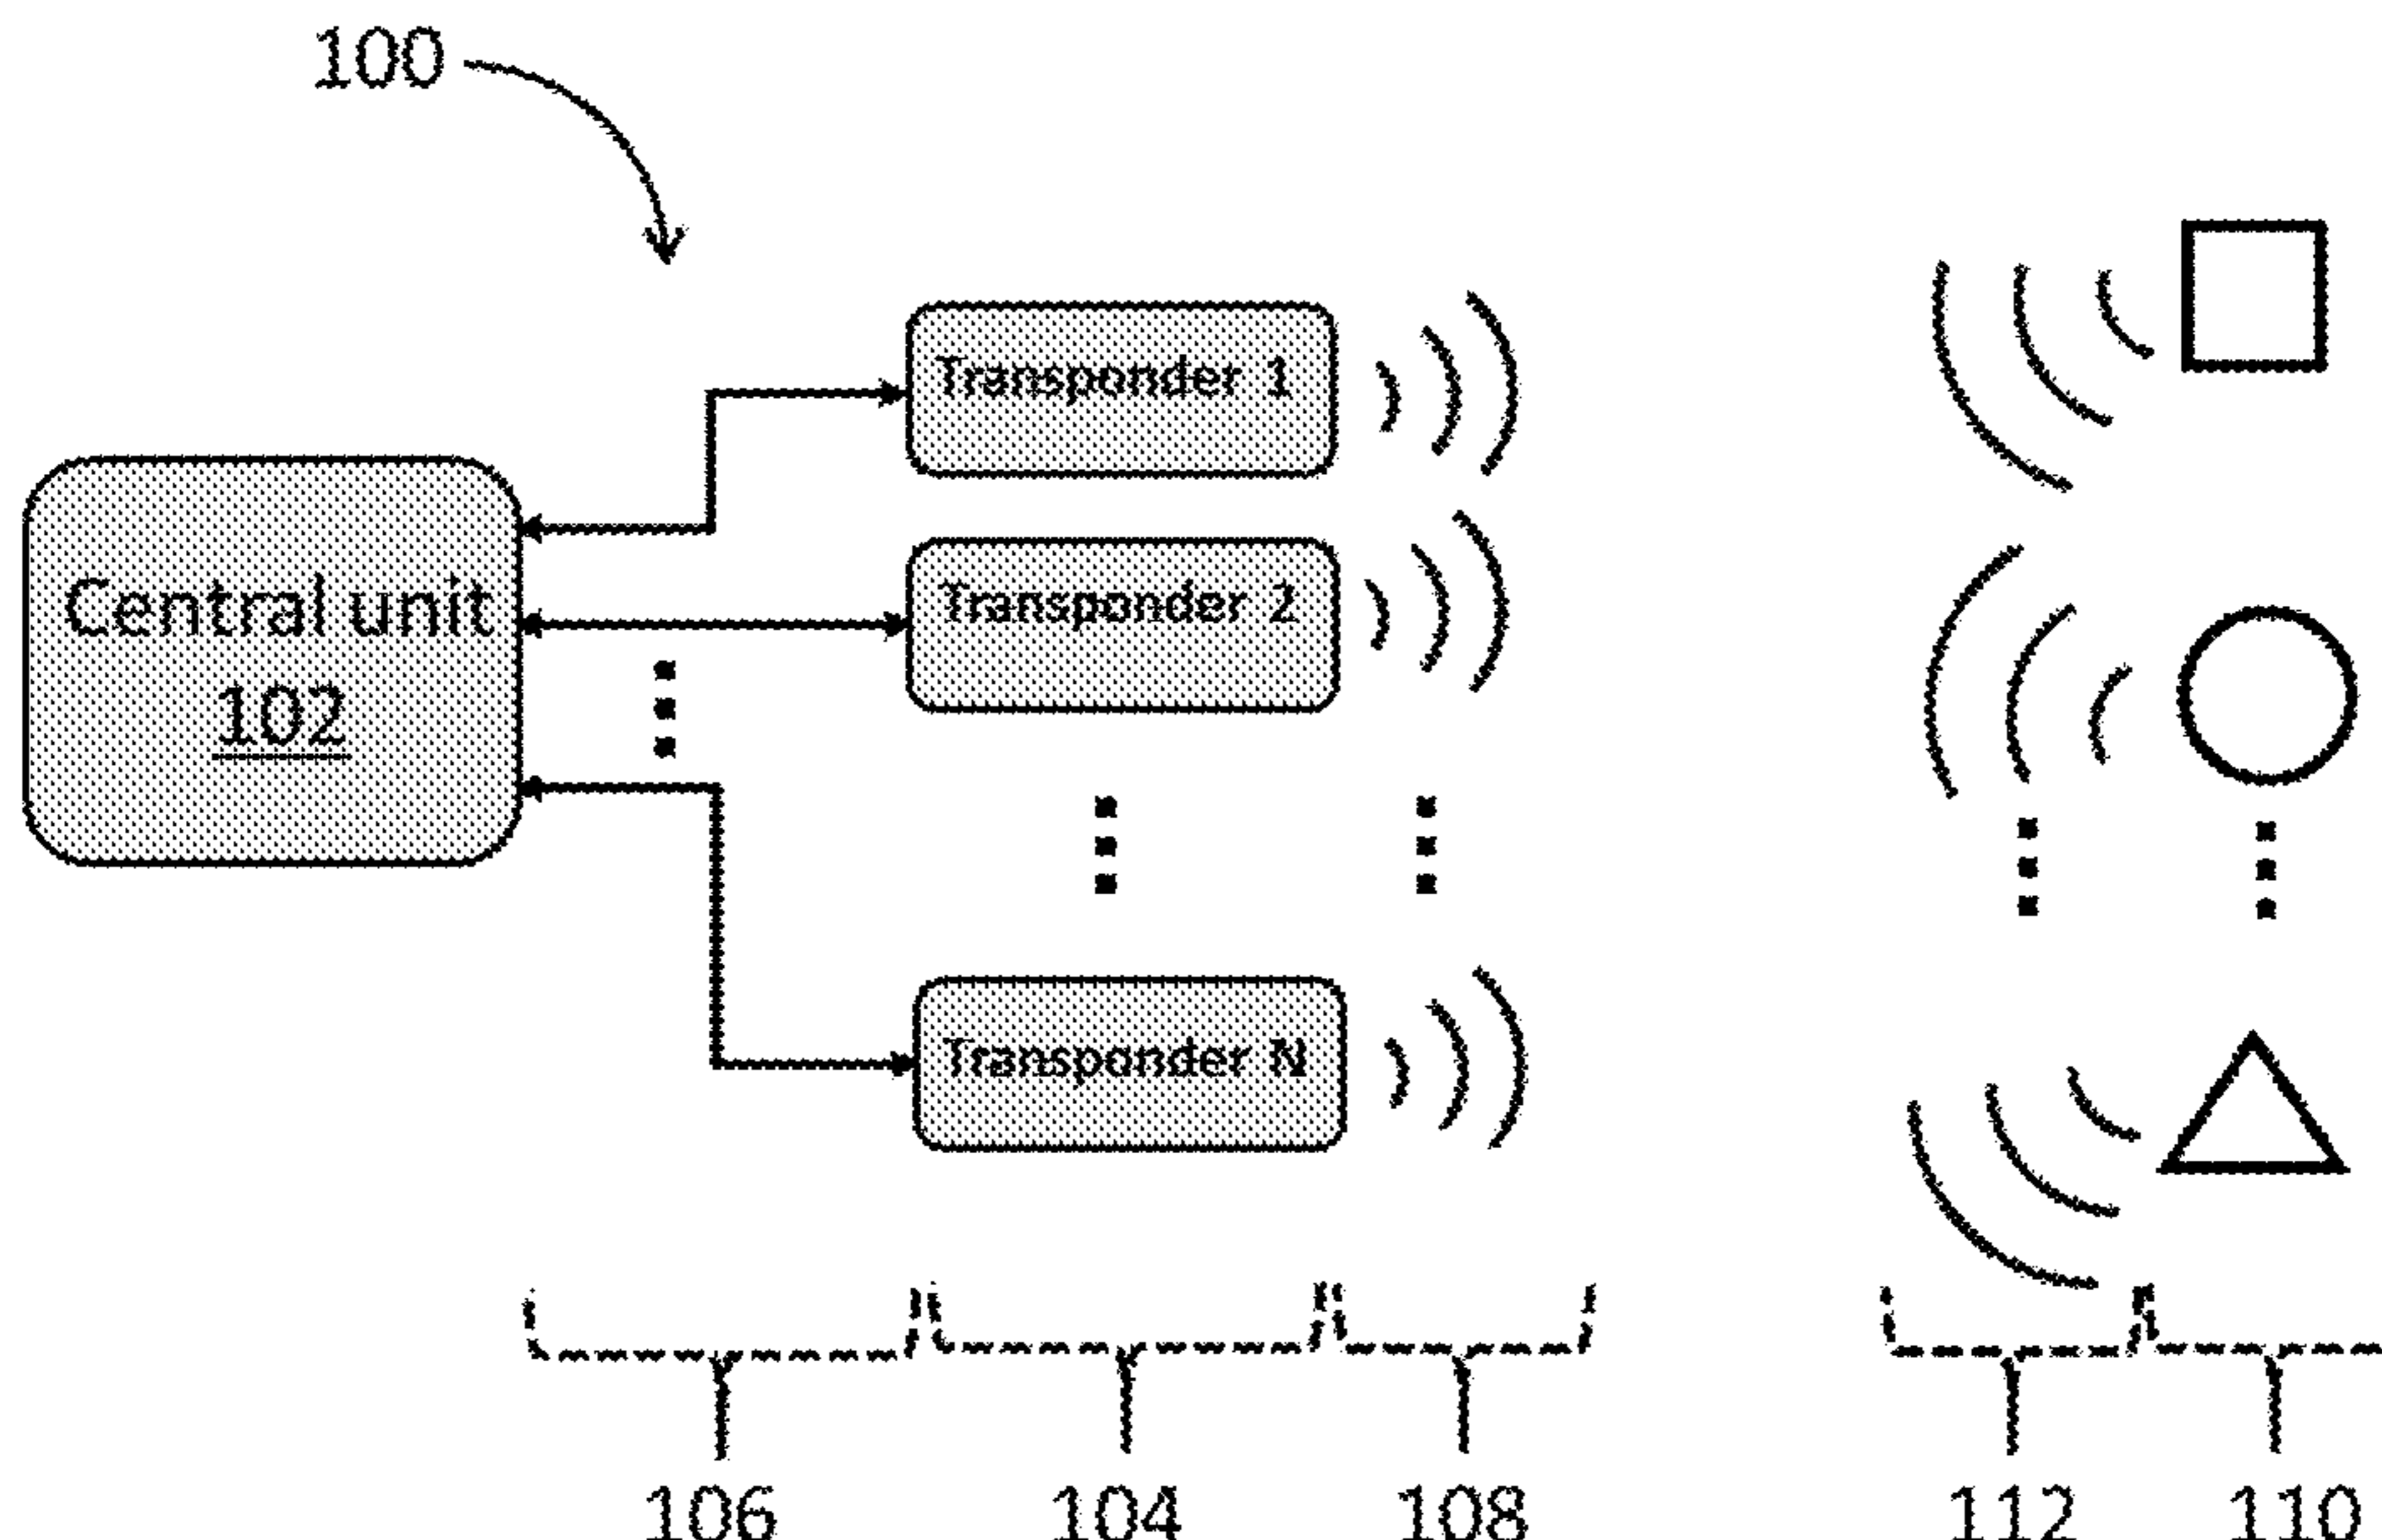 100
Transponder 1
Central unit
102
Transponder 2
Transponder N
106
104
108
112
110